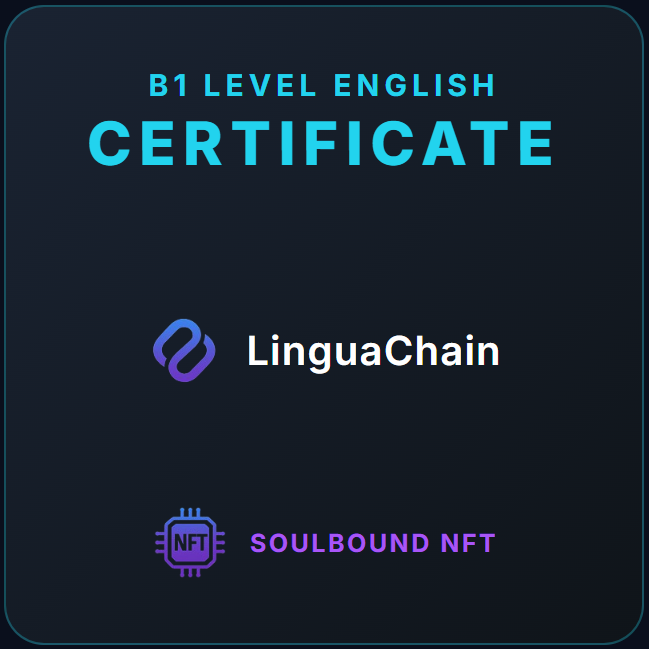 B1 LEVEL ENGLISH
CERTIFICATE
LinguaChain
NFT
SOULBOUND NFT